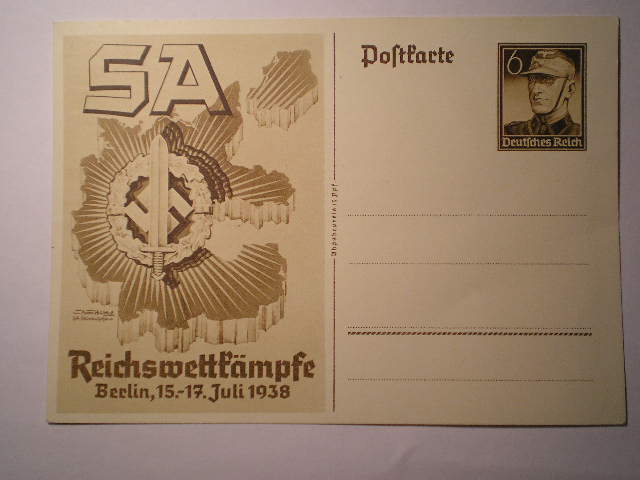 SA
Reichswettkämpfe
Berlin, 15.-17. Juli 1938
Postkarte
6
Deutsches Reich